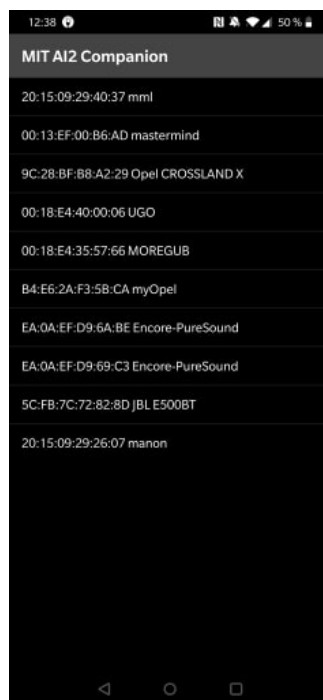 12:38 50 %
MIT AI2 Companion
20:15:09:29:40:37 mml
00:13:EF:00:B6:AD mastermind
9C:28:BF:B8:A2:29 Opel CROSSLAND X
00:18:E4:40:00:06 UGO
00:18:E4:35:57:66 MOREGUB
B4:E6:2A:F3:5B:CA myOpel
EA:0A:EF:D9:6A:BE Encore-PureSound
EA:0A:EF:D9:69:C3 Encore-PureSound
5C:FB:7C:72:82:8D JBL E500BT
20:15:09:29:26:07 manon